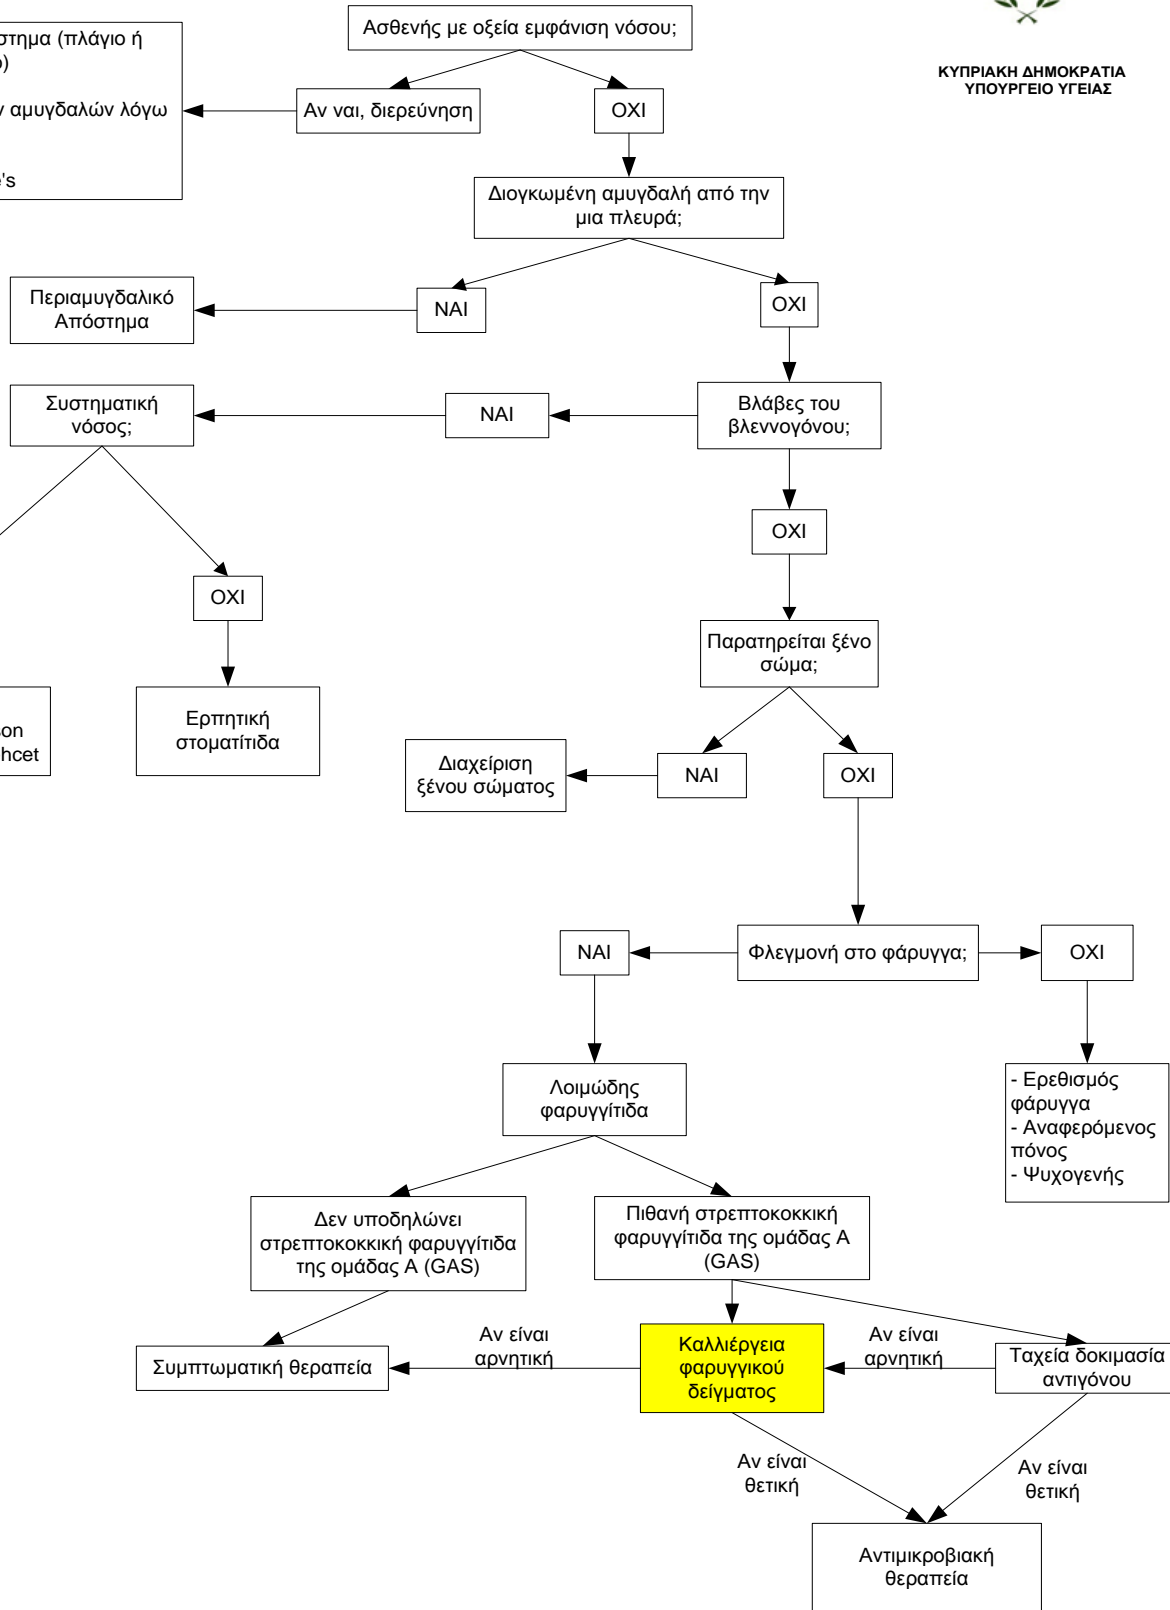 Ασθενής με οξεία εμφάνιση νόσου;
ΚΥΠΡΙΑΚΗ ΔΗΜΟΚΡΑΤΙΑ
ΥΠΟΥΡΓΕΙΟ ΥΓΕΙΑΣ
(πλάγιο ή
αμυγδαλών λόγω
Αν ναι, διερεύνηση
ΟΧΙ
Διογκωμένη αμυγδαλή από την
μια πλευρά;
Περιαμυγδαλικό
Απόστημα
ΝΑΙ
ΟΧΙ
Συστηματική
νόσος;
ΝΑΙ
Βλάβες του
βλεννογόνου;
ΟΧΙ
ΟΧΙ
Παρατηρείται ξένο
σώμα;
Ερπητική
στοματίτιδα
Διαχείριση
ξένου σώματος
ΝΑΙ
ΟΧΙ
ΝΑΙ
Φλεγμονή στο φάρυγγα;
ΟΧΙ
Λοιμώδης
φαρυγγίτιδα
- Ερεθισμός
φάρυγγα
- Αναφερόμενος
πόνος
- Ψυχογενής
Δεν υποδηλώνει
στρεπτοκοκκική φαρυγγίτιδα
της ομάδας Α (GAS)
Πιθανή στρεπτοκοκκική
φαρυγγίτιδα της ομάδας Α
(GAS)
Συμπτωματική θεραπεία
Αν είναι
αρνητική
Καλλιέργεια
φαρυγγικού
δείγματος
Αν είναι
αρνητική
Ταχεία δοκιμασία
αντιγόνου
Αν είναι
θετική
Αν είναι
θετική
Αντιμικροβιακή
θεραπεία